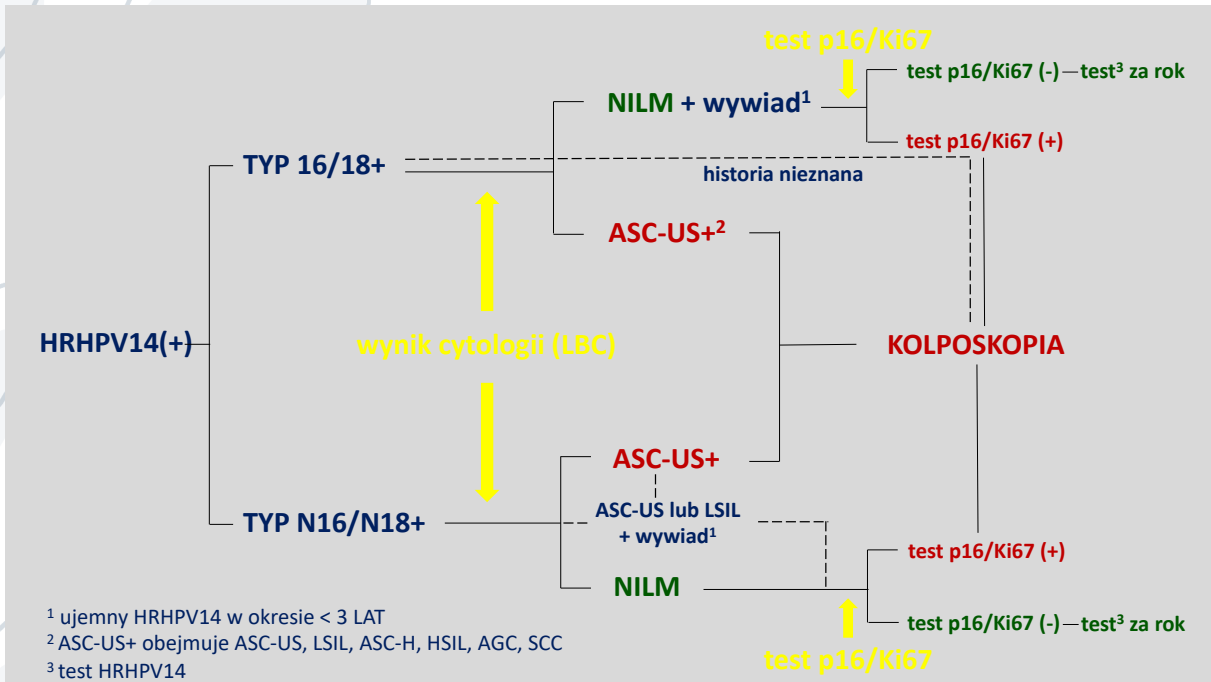 test p16/Ki67
test p16/Ki67 (-) — test³ za rok
NILM + wywiad¹
test p16/Ki67 (+)
TYP 16/18+
historia nieznana
ASC-US+²
HRHPV14(+)
wynik cytologii (LBC)
KOLPOSKOPIA
ASC-US+
ASC-US lub LSIL
+ wywiad¹
TYP N16/N18+
test p16/Ki67 (+)
NILM
test p16/Ki67 (-) — test³ za rok
test p16/Ki67
¹ ujemny HRHPV14 w okresie < 3 LAT
² ASC-US+ obejmuje ASC-US, LSIL, ASC-H, HSIL, AGC, SCC
³ test HRHPV14